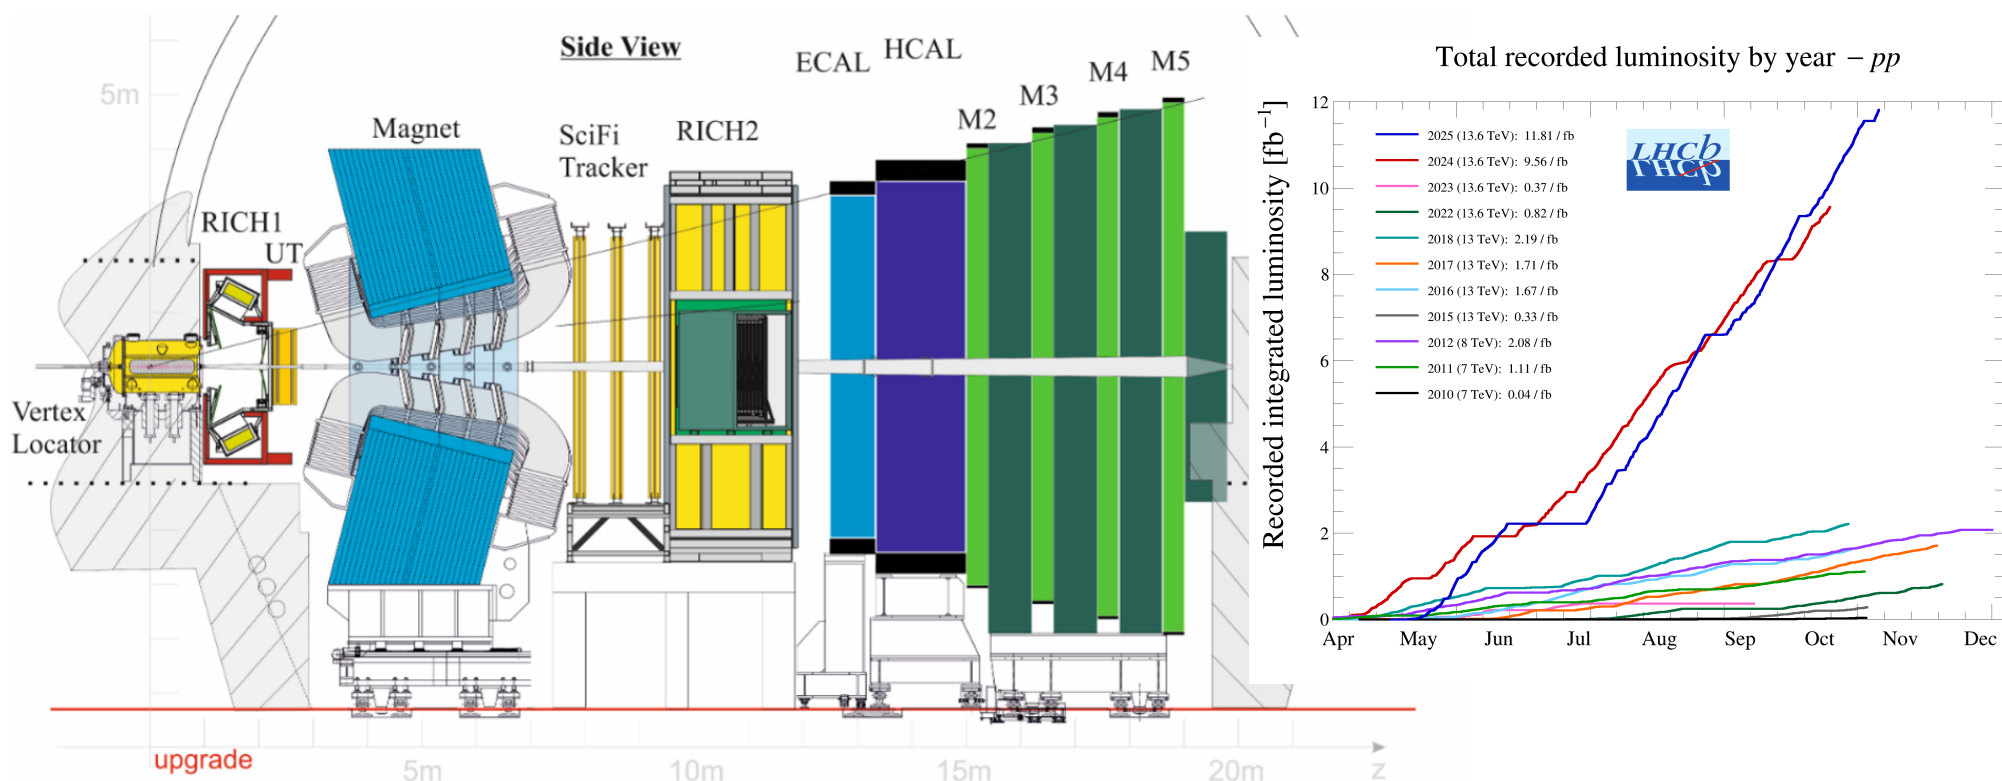 Side View
ECAL
HCAL
M2
M3
M4
M5
5m
Magnet
SciFi
Tracker
RICH2
RICH1
UT
Vertex
Locator
upgrade
5m
10m
15m
20m
z
Total recorded luminosity by year – pp
Recorded integrated luminosity [fb⁻¹]
12
10
8
6
4
2
0
2025 (13.6 TeV): 11.81 / fb
2024 (13.6 TeV): 9.56 / fb
2023 (13.6 TeV): 0.37 / fb
2022 (13.6 TeV): 0.82 / fb
2018 (13 TeV): 2.19 / fb
2017 (13 TeV): 1.71 / fb
2016 (13 TeV): 1.67 / fb
2015 (13 TeV): 0.33 / fb
2012 (8 TeV): 2.08 / fb
2011 (7 TeV): 1.11 / fb
2010 (7 TeV): 0.04 / fb
LHCb
LHCb
Apr May Jun Jul Aug Sep Oct Nov Dec